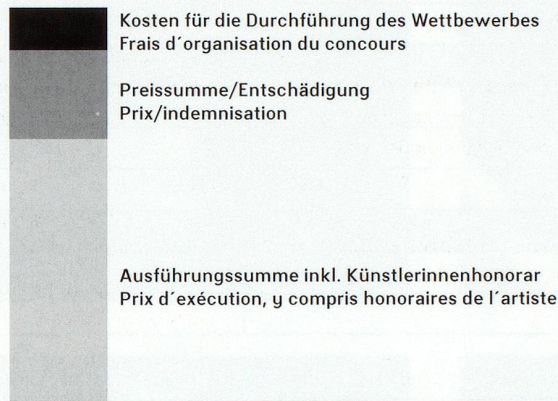 Kosten für die Durchführung des Wettbewerbes
Frais d´organisation du concours
Preissumme/Entschädigung
Prix/indemnisation
Ausführungssumme inkl. Künstlerinnenhonorar
Prix d´exécution, y compris honoraires de l´artiste